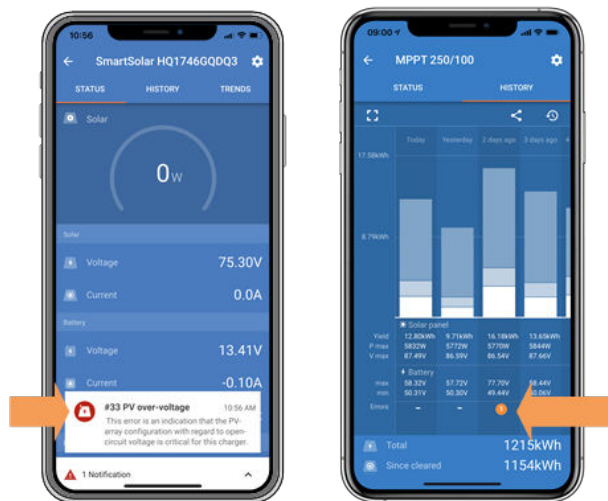 10:56
SmartSolar HQ1746GQDQ3
STATUS HISTORY TRENDS
Solar
0W
Solar
Voltage 75.30V
Current 0.0A
Battery
Voltage 13.41V
Current -0.10A
#33 PV over-voltage 10:56 AM
This error is an indication that the PV-
array configuration with regard to open-
circuit voltage is critical for this charger.
1 Notification
09:00
MPPT 250/100
STATUS HISTORY
Today Yesterday 2 days ago 3 days ago
17.58kWh
8.79kWh
Solar panel
Yield 12.80kWh 9.71kWh 16.18kWh 13.65kWh
P max 5832W 5772W 5770W 5844W
V max 87.49V 86.59V 86.54V 87.66V
Battery
max 58.32V 57.72V 77.70V 58.44V
min 50.31V 50.30V 49.44V
Errors – –
Total 1215kWh
Since cleared 1154kWh